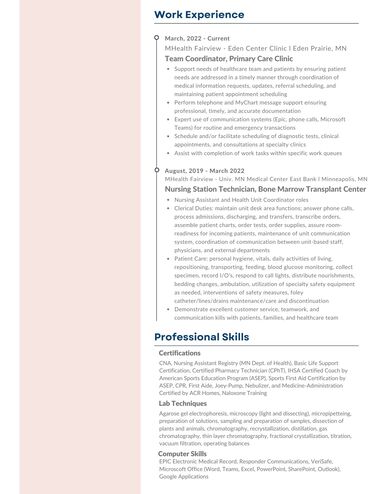 Work Experience
March, 2022 - Current
MHealth Fairview - Eden Center Clinic I Eden Prairie, MN
Team Coordinator, Primary Care Clinic
• Support needs of healthcare team and patients by ensuring patient
needs are addressed in a timely manner through coordination of
medical information requests, updates, referral scheduling, and
maintaining patient appointment scheduling
• Perform telephone and MyChart message support ensuring
professional, timely, and accurate documentation
• Expert use of communication systems (Epic, phone calls, Microsoft
Teams) for routine and emergency transactions
• Schedule and/or facilitate scheduling of diagnostic tests, clinical
appointments, and consultations at specialty clinics
• Assist with completion of work tasks within specific work queues
August, 2019 - March 2022
MHealth Fairview - Univ. MN Medical Center East Bank I Minneapolis, MN
Nursing Station Technician, Bone Marrow Transplant Center
• Nursing Assistant and Health Unit Coordinator roles
• Clerical Duties: maintain unit desk area functions; answer phone calls,
process admissions, discharging, and transfers, transcribe orders,
assemble patient charts, order tests, order supplies, assure room-
readiness for incoming patients, maintenance of unit communication
system, coordination of communication between unit-based staff,
physicians, and external departments
• Patient Care: personal hygiene, vitals, daily activities of living,
repositioning, transporting, feeding, blood glucose monitoring, collect
specimen, record I/O's, respond to call lights, distribute nourishments,
bedding changes, ambulation, utilization of specialty safety equipment
as needed, interventions of safety measures, foley
catheter/lines/drains maintenance/care and discontinuation
• Demonstrate excellent customer service, teamwork, and
communication kills with patients, families, and healthcare team
Professional Skills
Certifications
CNA, Nursing Assistant Registry (MN Dept. of Health), Basic Life Support
Certification, Certified Pharmacy Technician (CPhT), IHSA Certified Coach by
American Sports Education Program (ASEP), Sports First Aid Certification by
ASEP, CPR, First Aide, Joey-Pump, Nebulizer, and Medicine-Administration
Certified by ACR Homes, Naloxone Training
Lab Techniques
Agarose gel electrophoresis, microscopy (light and dissecting), micropipetteing,
preparation of solutions, sampling and preparation of samples, dissection of
plants and animals, chromatography, recrystallization, distillation, gas
chromatography, thin layer chromatography, fractional crystallization, titration,
vacuum filtration, operating balances
Computer Skills
EPIC Electronic Medical Record, Responder Communications, VeriSafe,
Microscoft Office (Word, Teams, Excel, PowerPoint, SharePoint, Outlook),
Google Applications